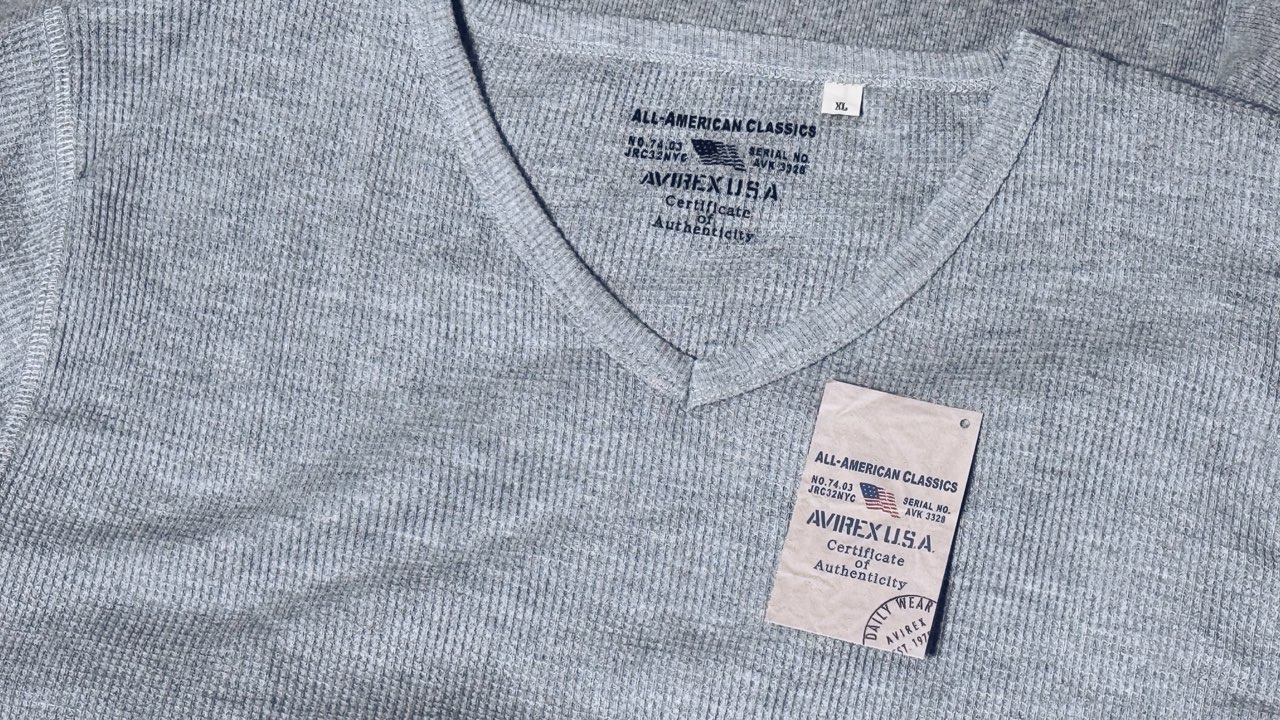 XL
ALL-AMERICAN CLASSICS
NO.74.03
JRC32NYC
SERIAL NO.
AVK 3328
AVIREX U.S.A
Certificate
of
Authenticity
ALL-AMERICAN CLASSICS
NO.74.03
JRC32NYC
SERIAL NO.
AVK 3328
AVIREX U.S.A.
Certificate
of
Authenticity
DAILY WEAR
AVIREX